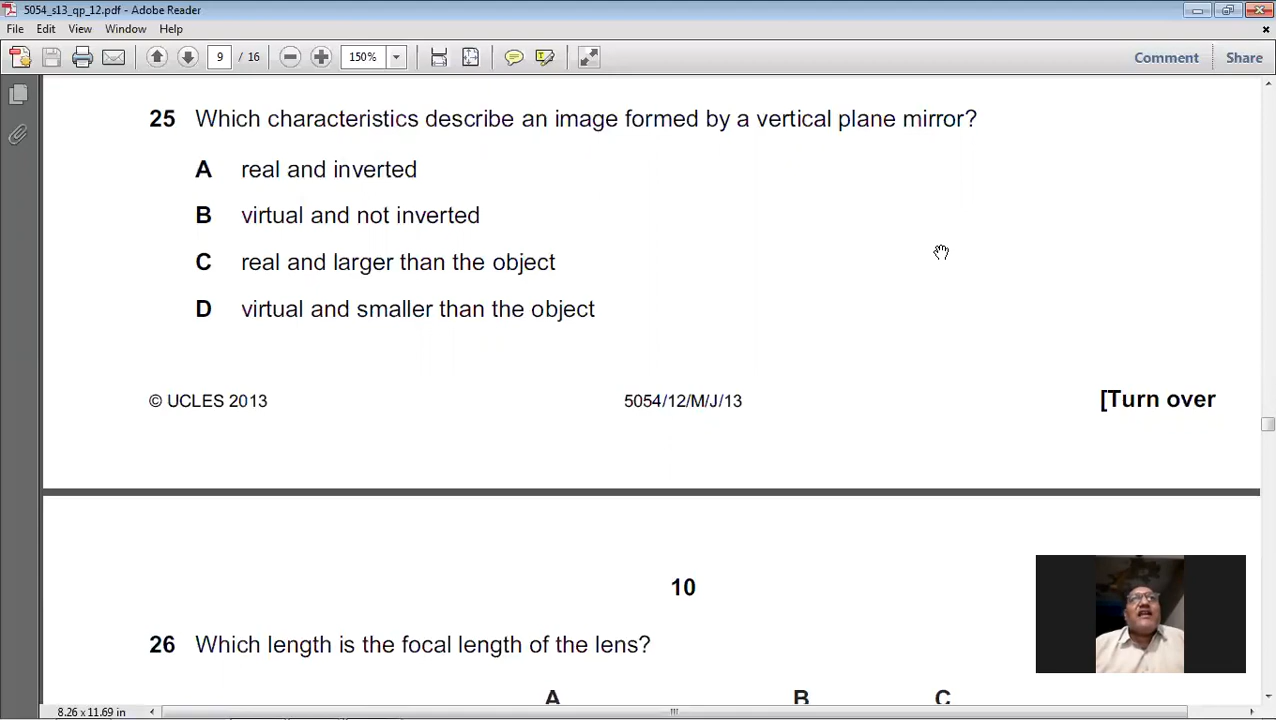 5054_s13_qp_12.pdf - Adobe Reader
File Edit View Window Help
9 / 16 150% Comment Share
25 Which characteristics describe an image formed by a vertical plane mirror?
A real and inverted
B virtual and not inverted
C real and larger than the object
D virtual and smaller than the object
© UCLES 2013 5054/12/M/J/13 [Turn over
10
26 Which length is the focal length of the lens?
A B C
8.26 x 11.69 in